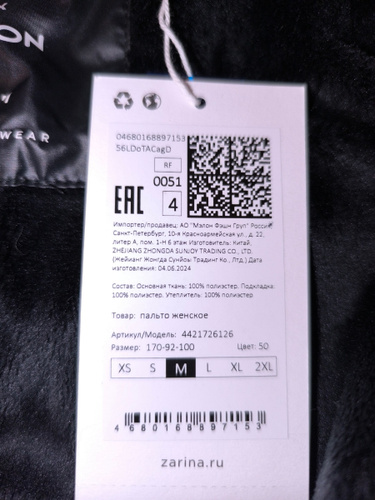 ON
WEAR
04680168897153
56LDoTACagD
RF
0051
EAC
4
Импортер/продавец: АО "Мэлон Фэшн Груп" Россия,
Санкт-Петербург, 10-я Красноармейская ул., д. 22,
литер А, пом. 1-Н 6 этаж Изготовитель: Китай,
ZHEJIANG ZHONGDA SUNJOY TRADING CO., LTD.
(Жейианг Жонгда Сунйоы Традинг Ко., Лтд.) Дата
изготовления: 04.06.2024
Состав: Основная ткань: 100% полиэстер. Подкладка:
100% полиэстер. Утеплитель: 100% полиэстер
Товар: пальто женское
Артикул/Модель: 4421726126
Размер: 170-92-100 Цвет: 50
XS S M L XL 2XL
4 680168 897153
zarina.ru